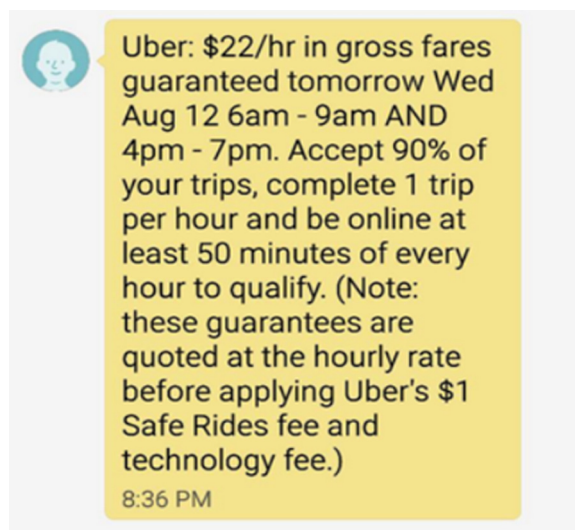 Uber: $22/hr in gross fares
guaranteed tomorrow Wed
Aug 12 6am - 9am AND
4pm - 7pm. Accept 90% of
your trips, complete 1 trip
per hour and be online at
least 50 minutes of every
hour to qualify. (Note:
these guarantees are
quoted at the hourly rate
before applying Uber's $1
Safe Rides fee and
technology fee.)
8:36 PM